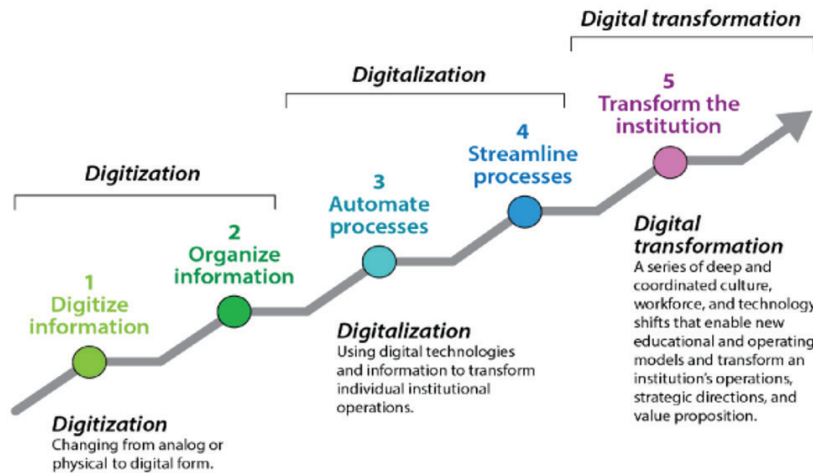 Digital transformation
Digitalization
Digitization
5
Transform the
institution
4
Streamline
processes
3
Automate
processes
2
Organize
information
1
Digitize
information
Digitization
Changing from analog or
physical to digital form.
Digitalization
Using digital technologies
and information to transform
individual institutional
operations.
Digital
transformation
A series of deep and
coordinated culture,
workforce, and technology
shifts that enable new
educational and operating
models and transform an
institution's operations,
strategic directions, and
value proposition.